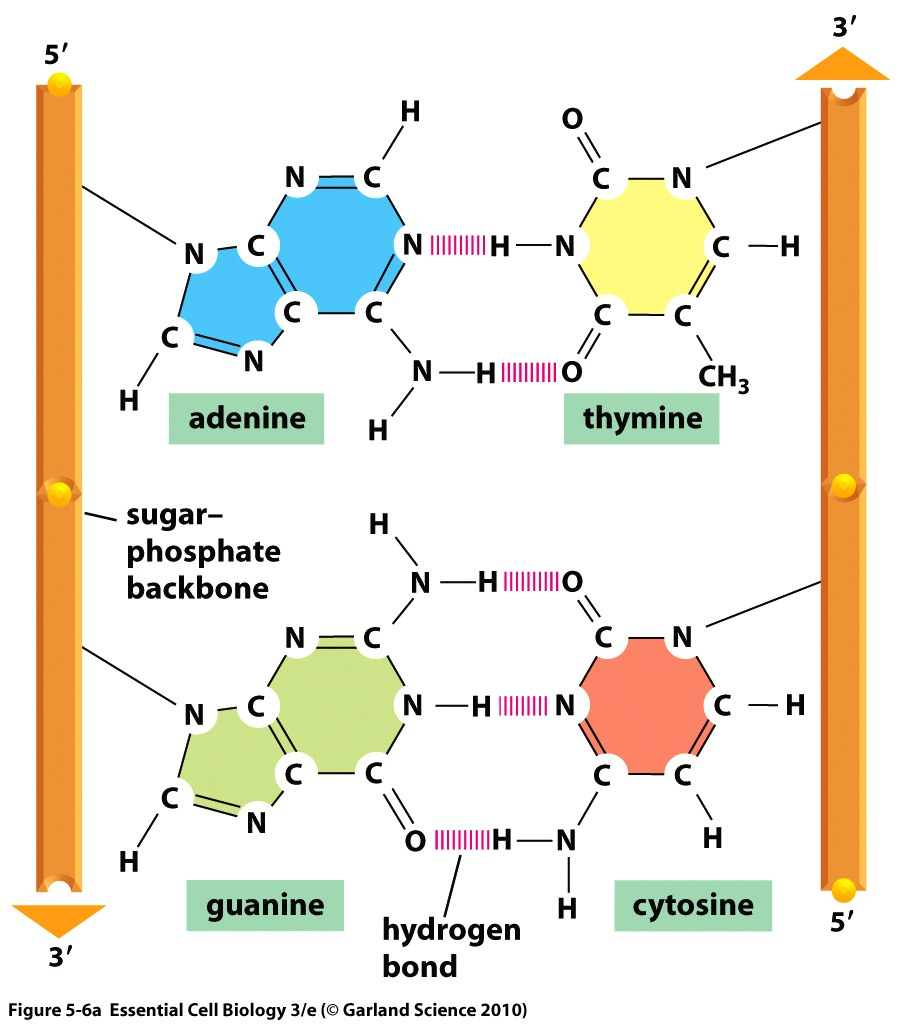 5′
3′
H
O
N
C
C
N
N
C
N
H
N
C
H
C
C
C
C
C
N
N
H
O
CH₃
H
H
adenine
thymine
sugar–
phosphate
backbone
H
N
H
O
N
C
C
N
N
C
N
H
N
C
H
C
C
C
C
C
N
O
H
N
H
H
H
guanine
cytosine
hydrogen
bond
3′
5′
Figure 5-6a Essential Cell Biology 3/e (© Garland Science 2010)